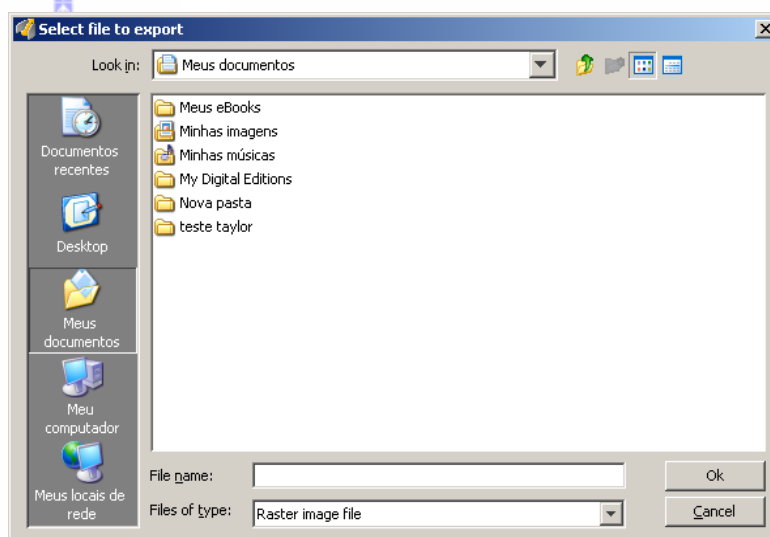 Select file to export
Look in: Meus documentos
Documentos
recentes
Desktop
Meus
documentos
Meu
computador
Meus locais de
rede
Meus eBooks
Minhas imagens
Minhas músicas
My Digital Editions
Nova pasta
teste taylor
File name:
Ok
Files of type: Raster image file
Cancel